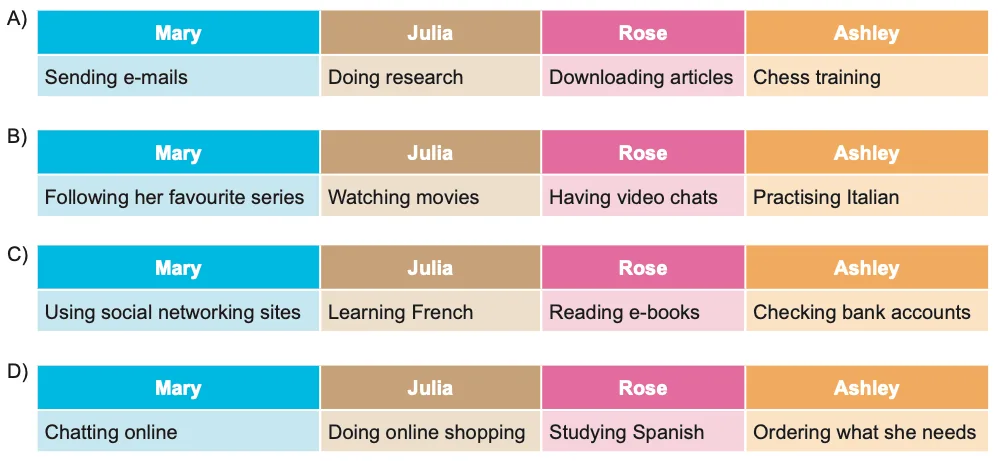 A)
Mary Julia Rose Ashley
Sending e-mails Doing research Downloading articles Chess training
B)
Mary Julia Rose Ashley
Following her favourite series Watching movies Having video chats Practising Italian
C)
Mary Julia Rose Ashley
Using social networking sites Learning French Reading e-books Checking bank accounts
D)
Mary Julia Rose Ashley
Chatting online Doing online shopping Studying Spanish Ordering what she needs